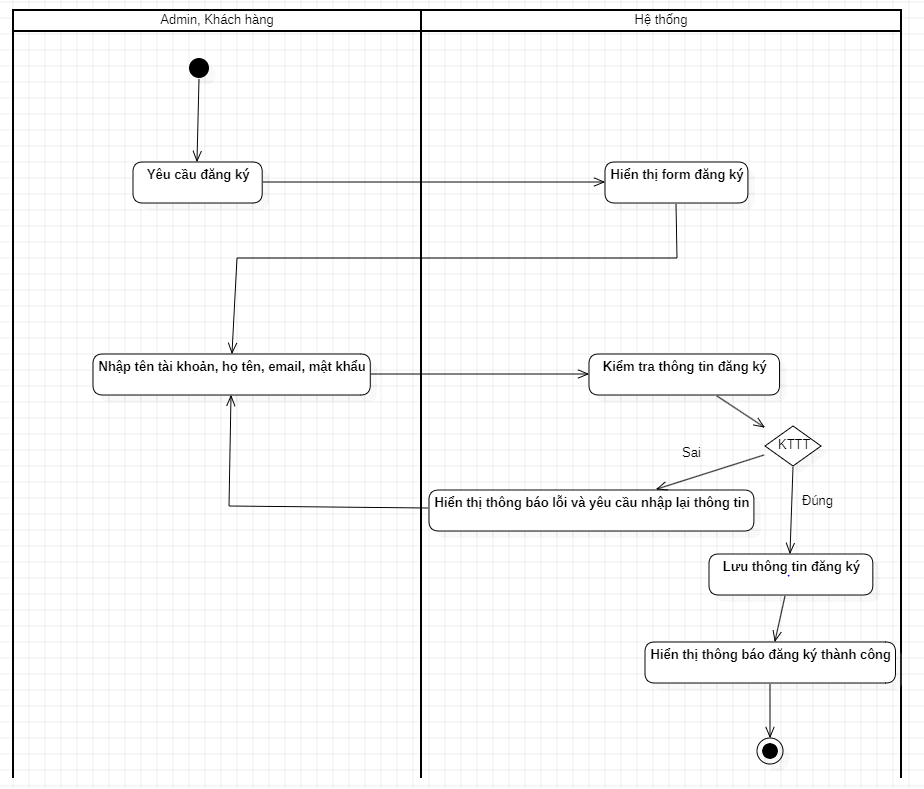 Admin, Khách hàng
Hệ thống
Yêu cầu đăng ký
Hiển thị form đăng ký
Nhập tên tài khoản, họ tên, email, mật khẩu
Kiểm tra thông tin đăng ký
KTTT
Sai
Hiển thị thông báo lỗi và yêu cầu nhập lại thông tin
Đúng
Lưu thông tin đăng ký
Hiển thị thông báo đăng ký thành công